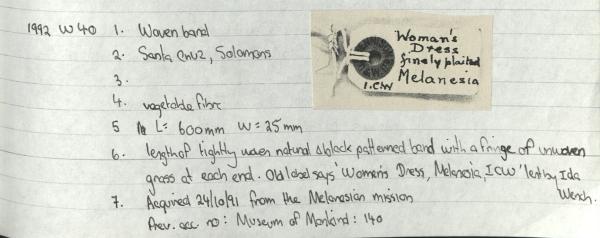 1992 W40 1. Woven band
2. Santa Cruz, Solomons
3.
4. vegetable fibre
5 L= 600mm W= 25mm
6. length of tightly woven natural & black patterned band with a fringe of unwoven
grass at each end. Old label says 'Women's Dress, Melanesia, ICW' lent by Ida
Wench.
7. Acquired 24/10/91 from the Melanesian mission
Prev. acc no: Museum of Mankind: 140
Woman's
Dress
finely plaited
Melanesia
I.CW